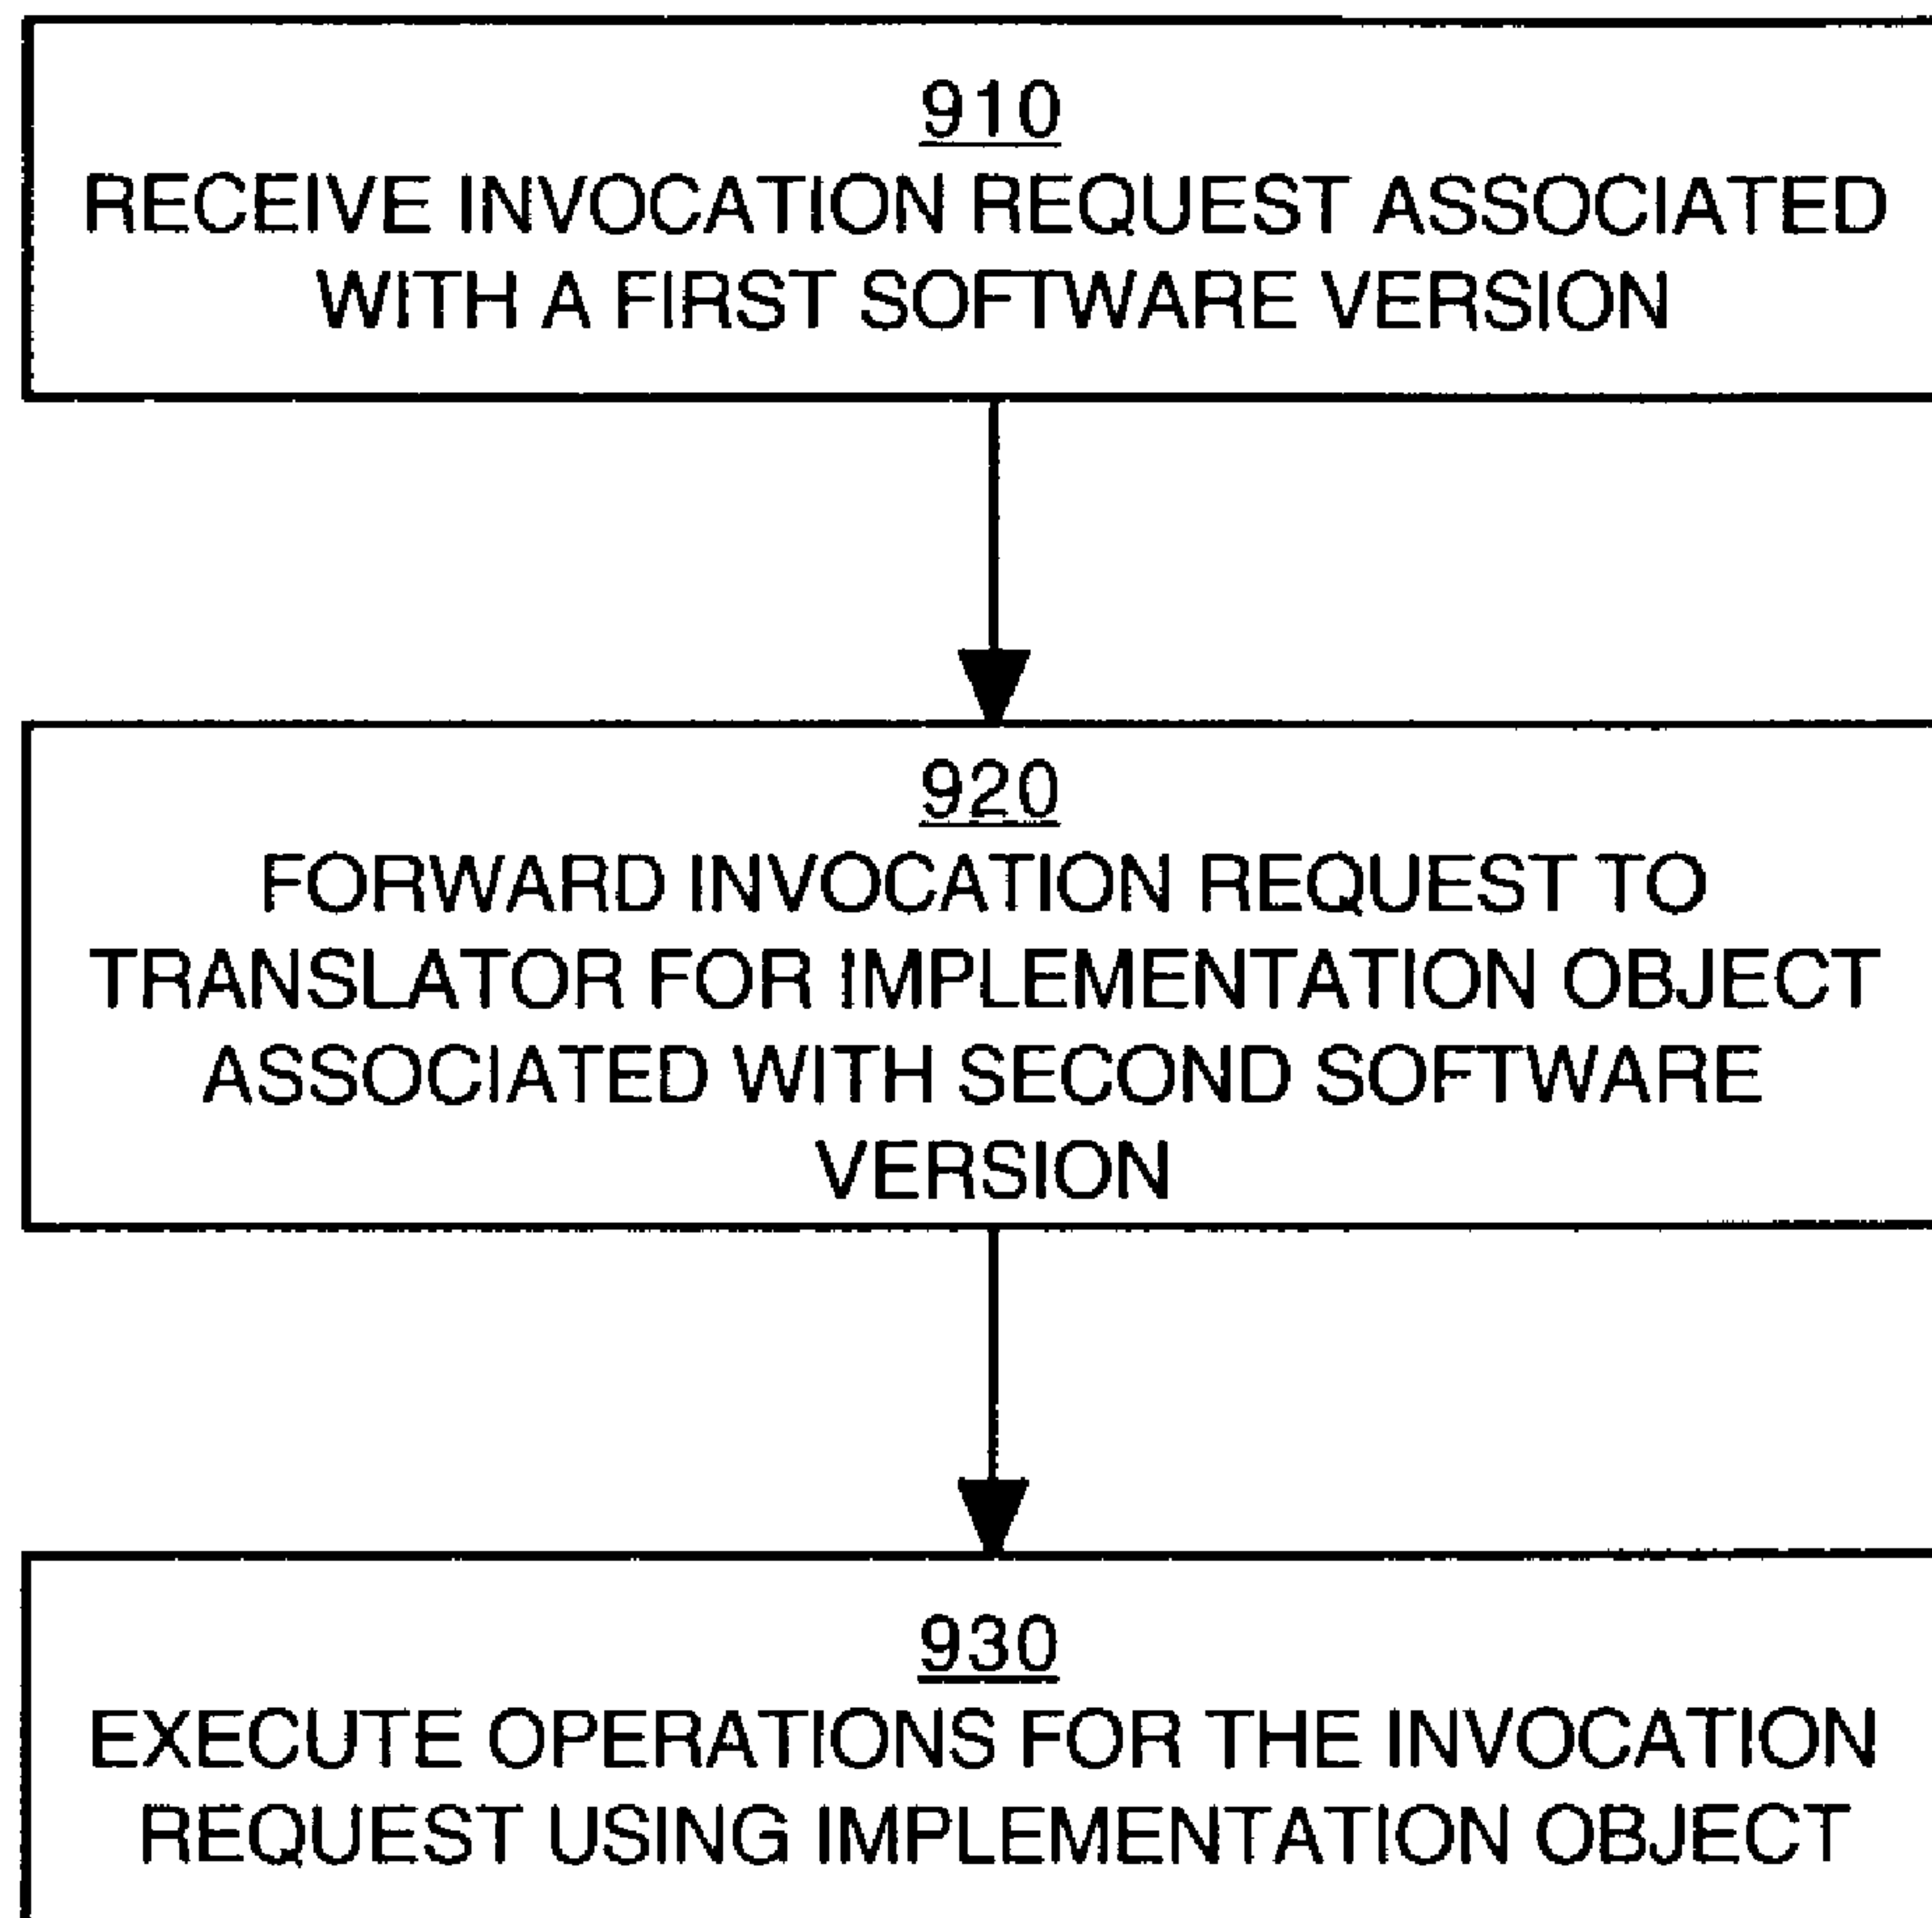 910
RECEIVE INVOCATION REQUEST ASSOCIATED
WITH A FIRST SOFTWARE VERSION
920
FORWARD INVOCATION REQUEST TO
TRANSLATOR FOR IMPLEMENTATION OBJECT
ASSOCIATED WITH SECOND SOFTWARE
VERSION
930
EXECUTE OPERATIONS FOR THE INVOCATION
REQUEST USING IMPLEMENTATION OBJECT